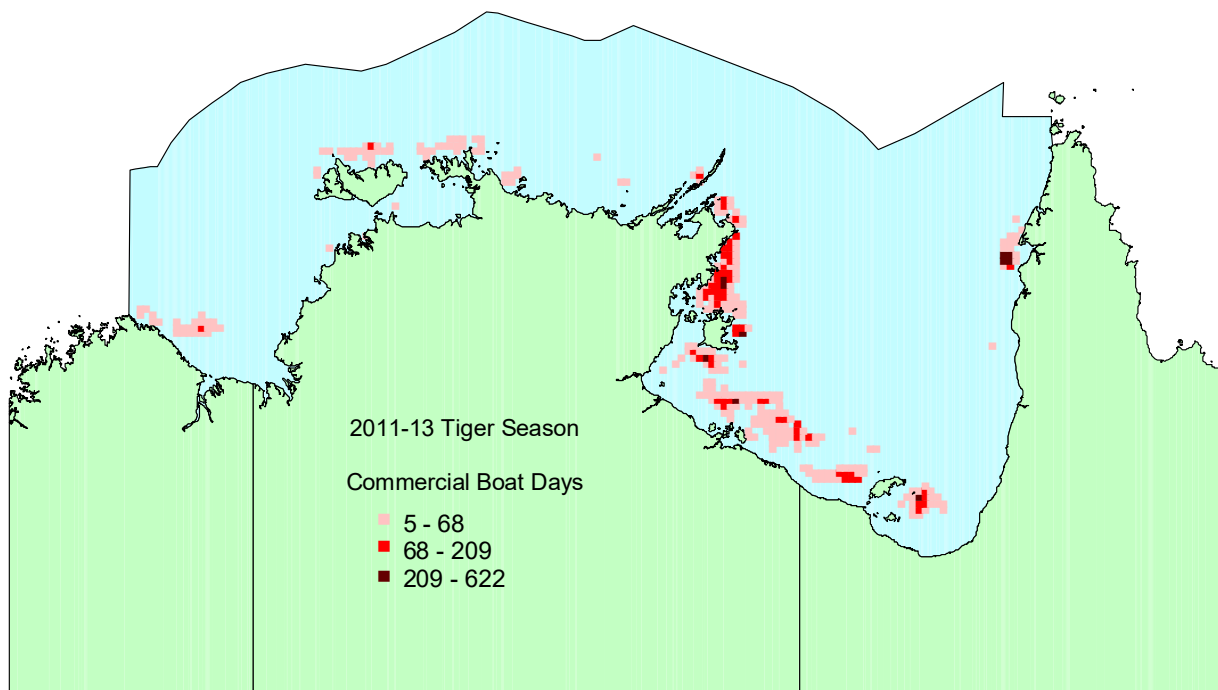 2011-13 Tiger Season
Commercial Boat Days
5 - 68
68 - 209
209 - 622